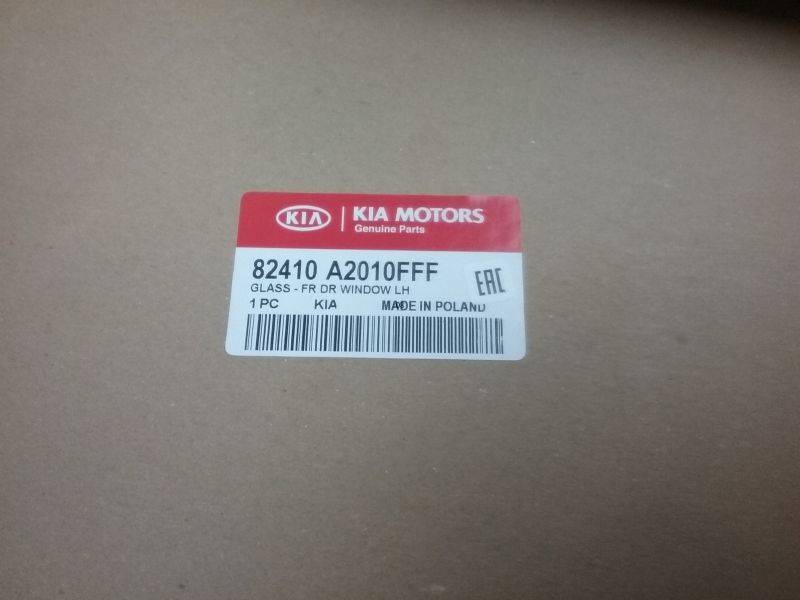 KIA
KIA MOTORS
Genuine Parts
82410 A2010FFF
EAC
GLASS - FR DR WINDOW LH
1 PC KIA MADE IN POLAND